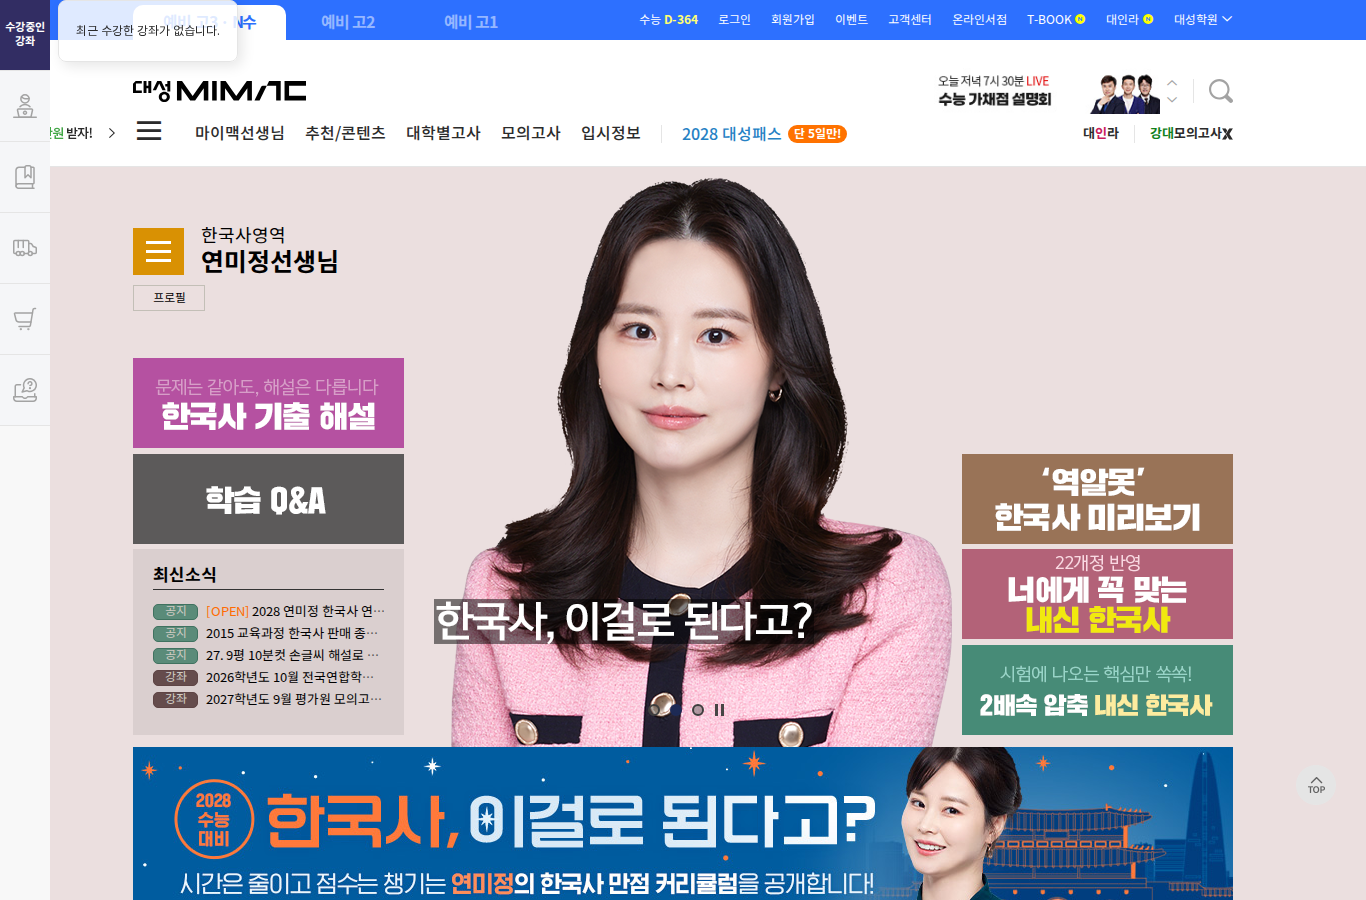 수강중인
강좌
최근 수강한 강좌가 없습니다.
예비 고3 · N수
예비 고2
예비 고1
수능 D-364
로그인
회원가입
이벤트
고객센터
온라인서점
T-BOOK N
대인라 N
대성학원
대성 MIMAC
오늘 저녁 7시 30분 LIVE
수능 가채점 설명회
만원 받자!
마이맥선생님
추천/콘텐츠
대학별고사
모의고사
입시정보
2028 대성패스 단 5일만!
대인라
강대모의고사X
한국사영역
연미정선생님
프로필
문제는 같아도, 해설은 다릅니다
한국사 기출 해설
학습 Q&A
최신소식
공지 [OPEN] 2028 연미정 한국사 연…
공지 2015 교육과정 한국사 판매 종…
공지 27. 9평 10분컷 손글씨 해설로 …
강좌 2026학년도 10월 전국연합학…
강좌 2027학년도 9월 평가원 모의고…
한국사, 이걸로 된다고?
‘역알못’
한국사 미리보기
22개정 반영
너에게 꼭 맞는
내신 한국사
시험에 나오는 핵심만 쏙쏙!
2배속 압축 내신 한국사
2028
수능
대비
한국사, 이걸로 된다고?
시간은 줄이고 점수는 챙기는 연미정의 한국사 만점 커리큘럼을 공개합니다!
TOP